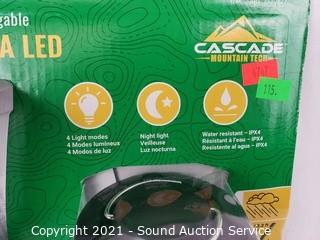 gable
A LED
CASCADE
MOUNTAIN TECH
115.
4 Light modes
4 Modes lumineux
4 Modos de luz
Night light
Veilleuse
Luz nocturna
Water resistant – IPX4
Résistant à l'eau – IPX4
Resistente al agua – IPX4
Copyright 2021 - Sound Auction Service